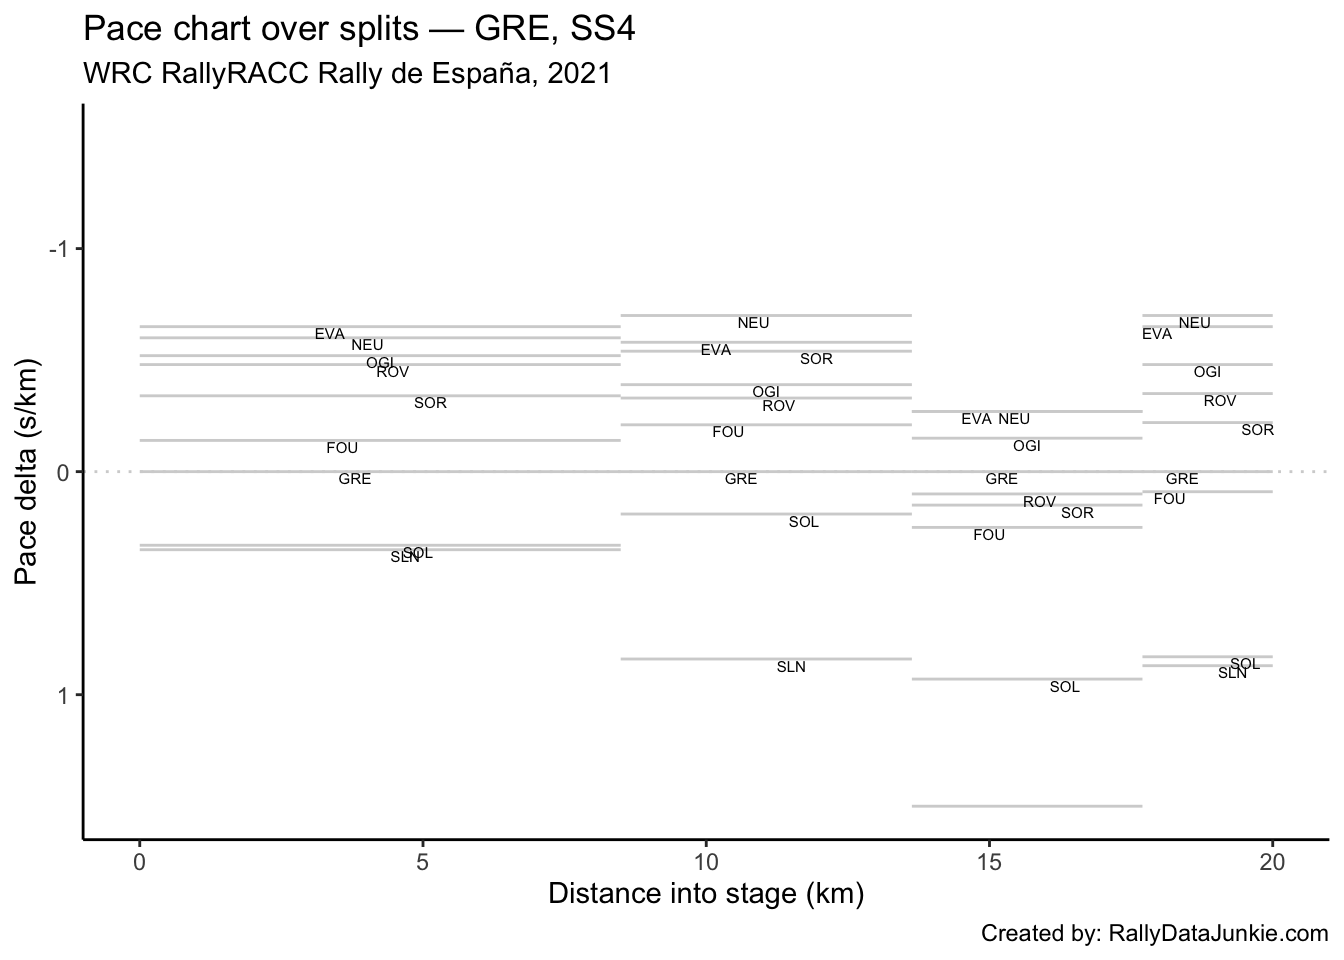 Pace chart over splits — GRE, SS4
WRC RallyRACC Rally de España, 2021
Pace delta (s/km)
-1
0
1
EVA
NEU
OGI
ROV
SOR
FOU
GRE
SOL
SLN
NEU
EVA
SOR
OGI
ROV
FOU
GRE
SOL
SLN
EVA NEU
OGI
GRE
ROV
SOR
FOU
SOL
NEU
EVA
OGI
ROV
SOR
GRE
FOU
SOL
SLN
0 5 10 15 20
Distance into stage (km)
Created by: RallyDataJunkie.com